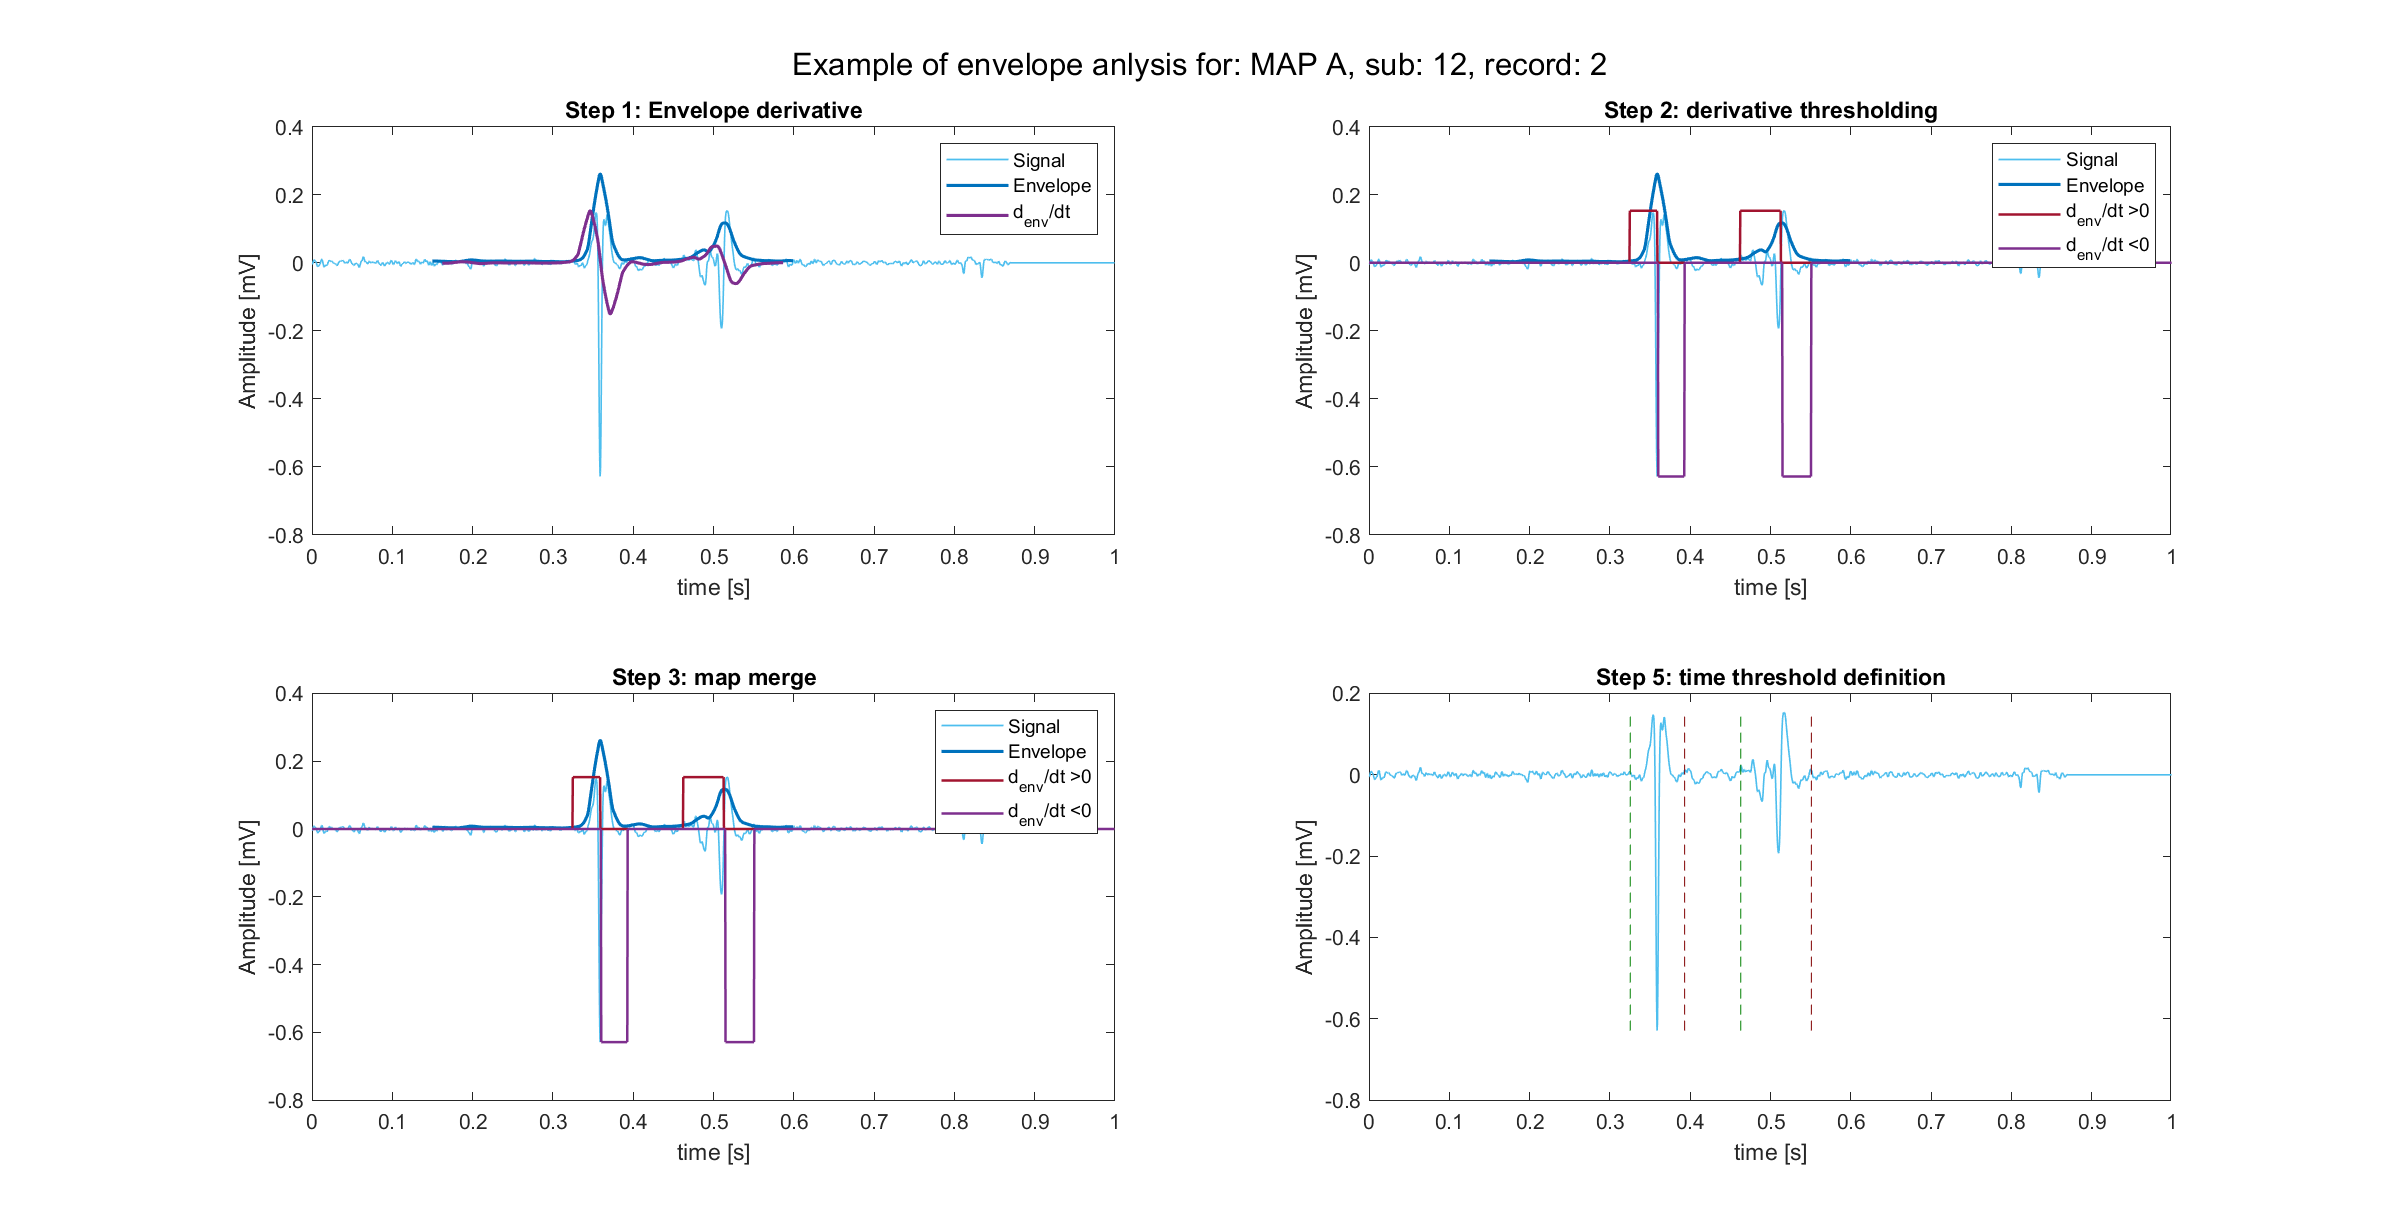 Example of envelope anlysis for: MAP A, sub: 12, record: 2
Step 1: Envelope derivative
0.4
0.2
0
-0.2
-0.4
-0.6
-0.8
Amplitude [mV]
Signal
Envelope
d_env/dt
0 0.1 0.2 0.3 0.4 0.5 0.6 0.7 0.8 0.9 1
time [s]
Step 2: derivative thresholding
0.4
0.2
0
-0.2
-0.4
-0.6
-0.8
Amplitude [mV]
Signal
Envelope
d_env/dt >0
d_env/dt <0
0 0.1 0.2 0.3 0.4 0.5 0.6 0.7 0.8 0.9 1
time [s]
Step 3: map merge
0.4
0.2
0
-0.2
-0.4
-0.6
-0.8
Amplitude [mV]
Signal
Envelope
d_env/dt >0
d_env/dt <0
0 0.1 0.2 0.3 0.4 0.5 0.6 0.7 0.8 0.9 1
time [s]
Step 5: time threshold definition
0.2
0
-0.2
-0.4
-0.6
-0.8
Amplitude [mV]
0 0.1 0.2 0.3 0.4 0.5 0.6 0.7 0.8 0.9 1
time [s]